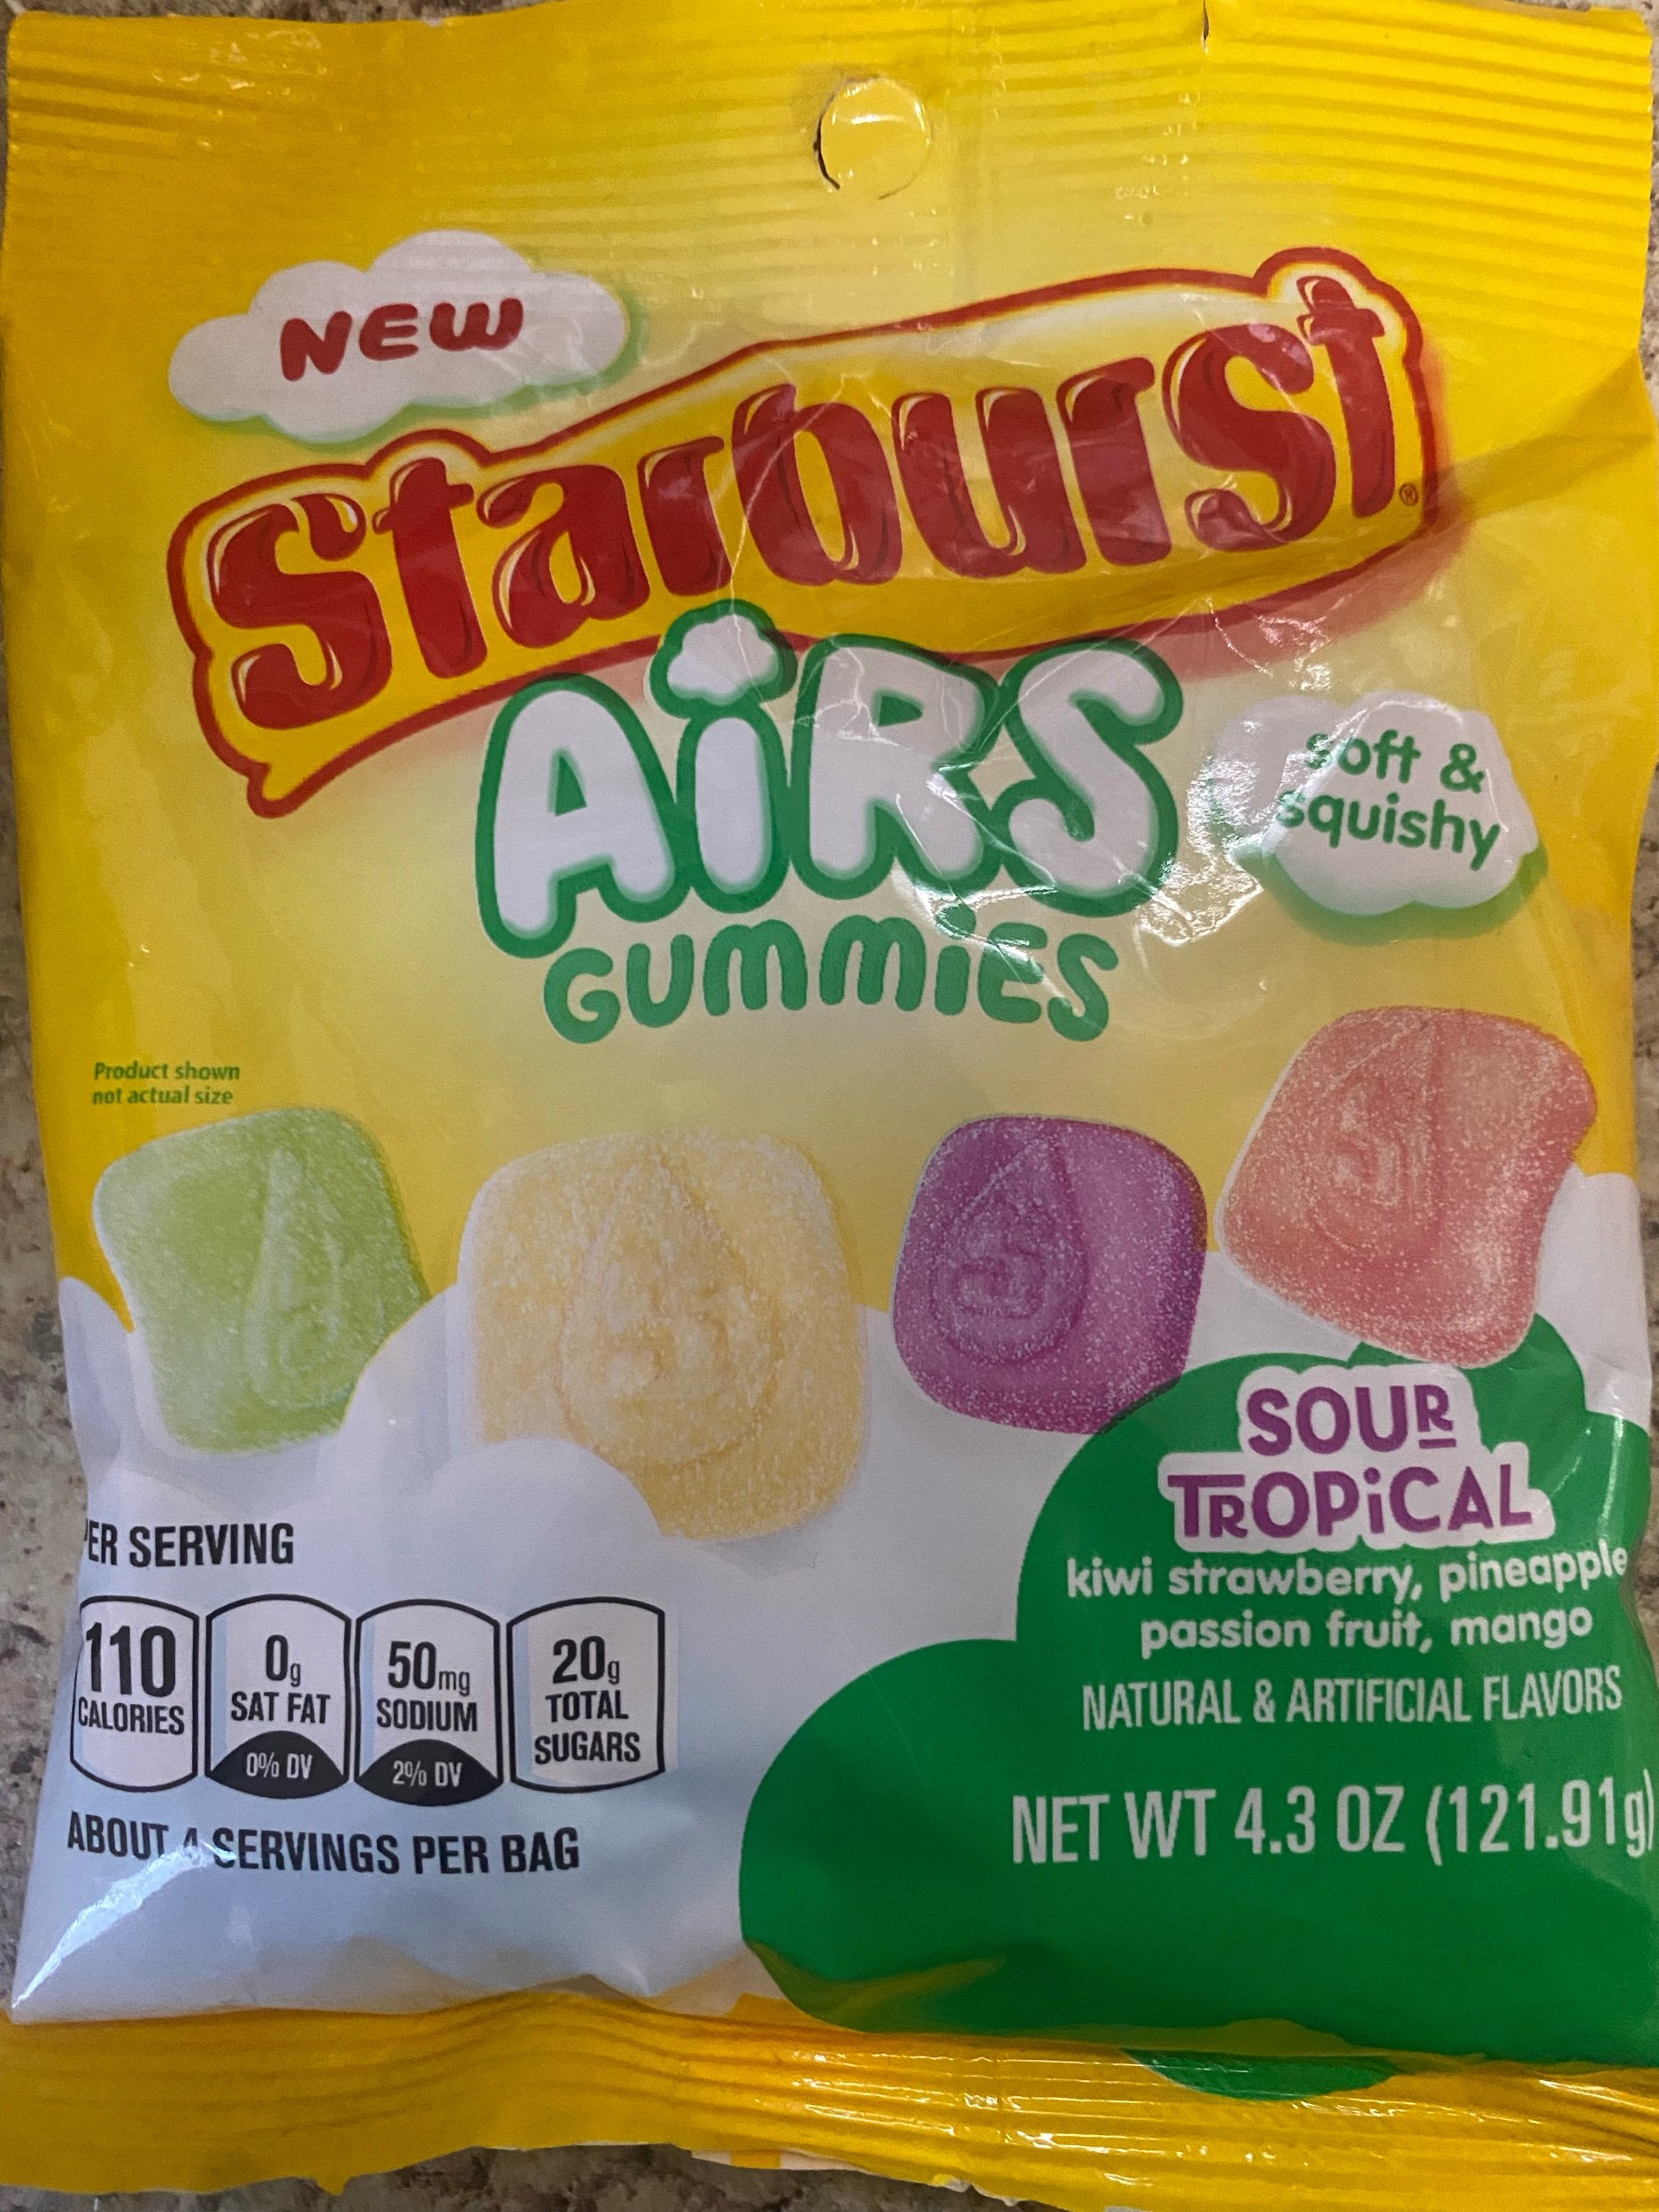 NEW
Starburst®
AiRS
GUMMiES
soft &
squishy
Product shown
not actual size
SOUR
TROPiCAL
kiwi strawberry, pineapple
passion fruit, mango
NATURAL & ARTIFICIAL FLAVORS
NET WT 4.3 OZ (121.91g)
PER SERVING
110 CALORIES
0g SAT FAT 0% DV
50mg SODIUM 2% DV
20g TOTAL SUGARS
ABOUT 4 SERVINGS PER BAG